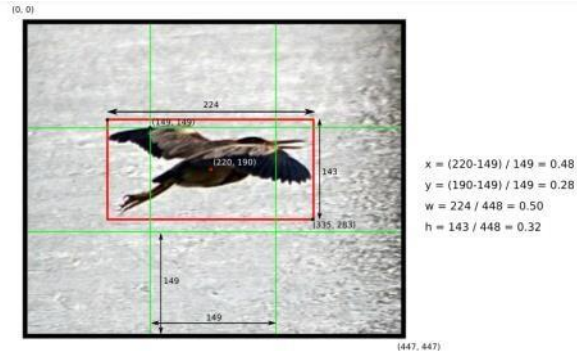 (0, 0)
224
(149, 149)
(220, 190)
143
x = (220-149) / 149 = 0.48
y = (190-149) / 149 = 0.28
w = 224 / 448 = 0.50
h = 143 / 448 = 0.32
(335, 283)
149
149
(447, 447)